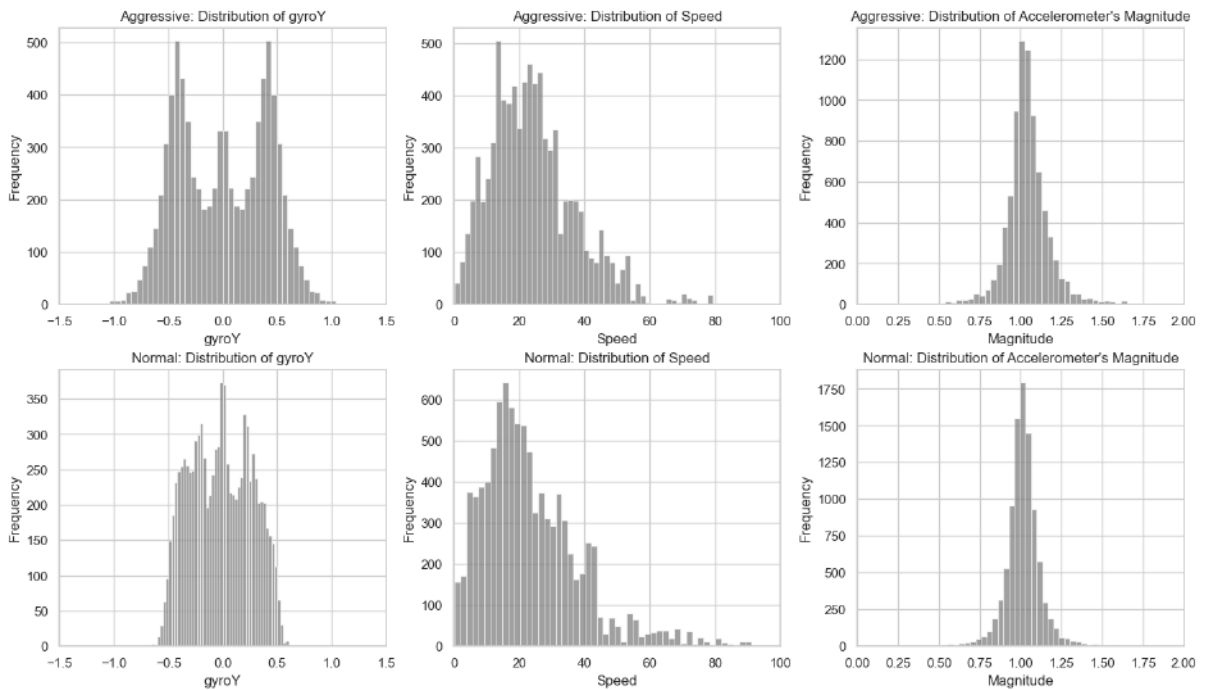 Aggressive: Distribution of gyroY
Frequency
500
400
300
200
100
0
−1.5 −1.0 −0.5 0.0 0.5 1.0 1.5
gyroY
Aggressive: Distribution of Speed
Frequency
500
400
300
200
100
0
0 20 40 60 80 100
Speed
Aggressive: Distribution of Accelerometer's Magnitude
Frequency
1200
1000
800
600
400
200
0
0.00 0.25 0.50 0.75 1.00 1.25 1.50 1.75 2.00
Magnitude
Normal: Distribution of gyroY
Frequency
350
300
250
200
150
100
50
0
−1.5 −1.0 −0.5 0.0 0.5 1.0 1.5
gyroY
Normal: Distribution of Speed
Frequency
600
500
400
300
200
100
0
0 20 40 60 80 100
Speed
Normal: Distribution of Accelerometer's Magnitude
Frequency
1750
1500
1250
1000
750
500
250
0
0.00 0.25 0.50 0.75 1.00 1.25 1.50 1.75 2.00
Magnitude